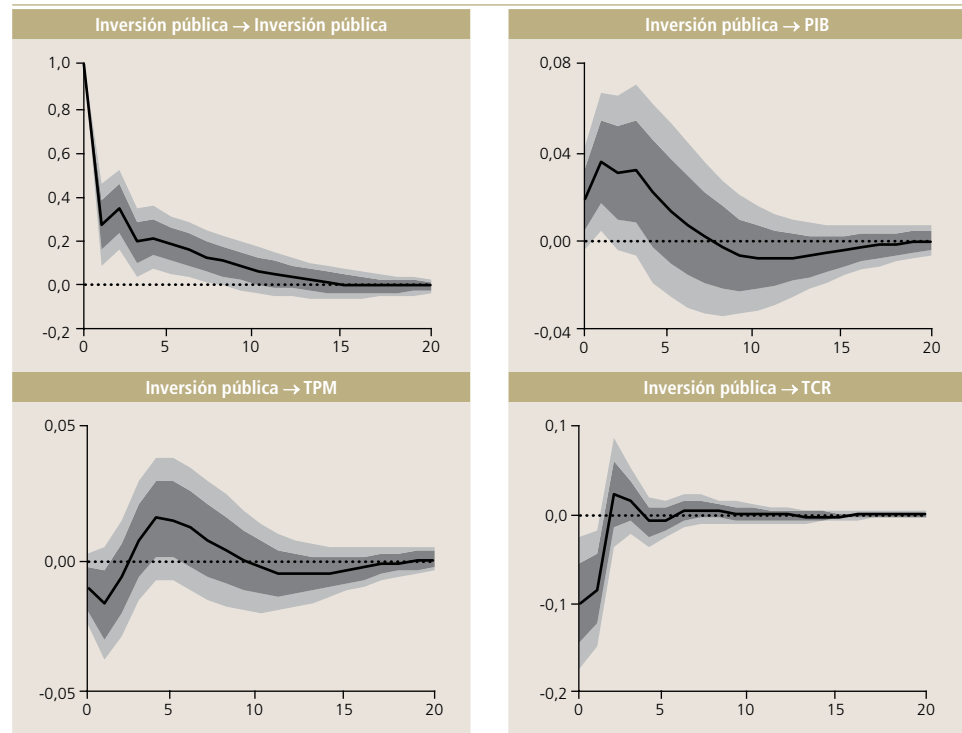 Inversión pública → Inversión pública
1,0
0,8
0,6
0,4
0,2
0,0
-0,2
0 5 10 15 20
Inversión pública → PIB
0,08
0,04
0,00
-0,04
0 5 10 15 20
Inversión pública → TPM
0,05
0,00
-0,05
0 5 10 15 20
Inversión pública → TCR
0,1
0,0
-0,1
-0,2
0 5 10 15 20